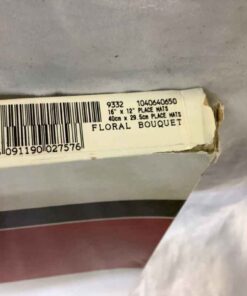 9332 1040640650
16" x 12" PLACE MATS
40cm x 29.5cm PLACE MATS
FLORAL BOUQUET
091190 027576